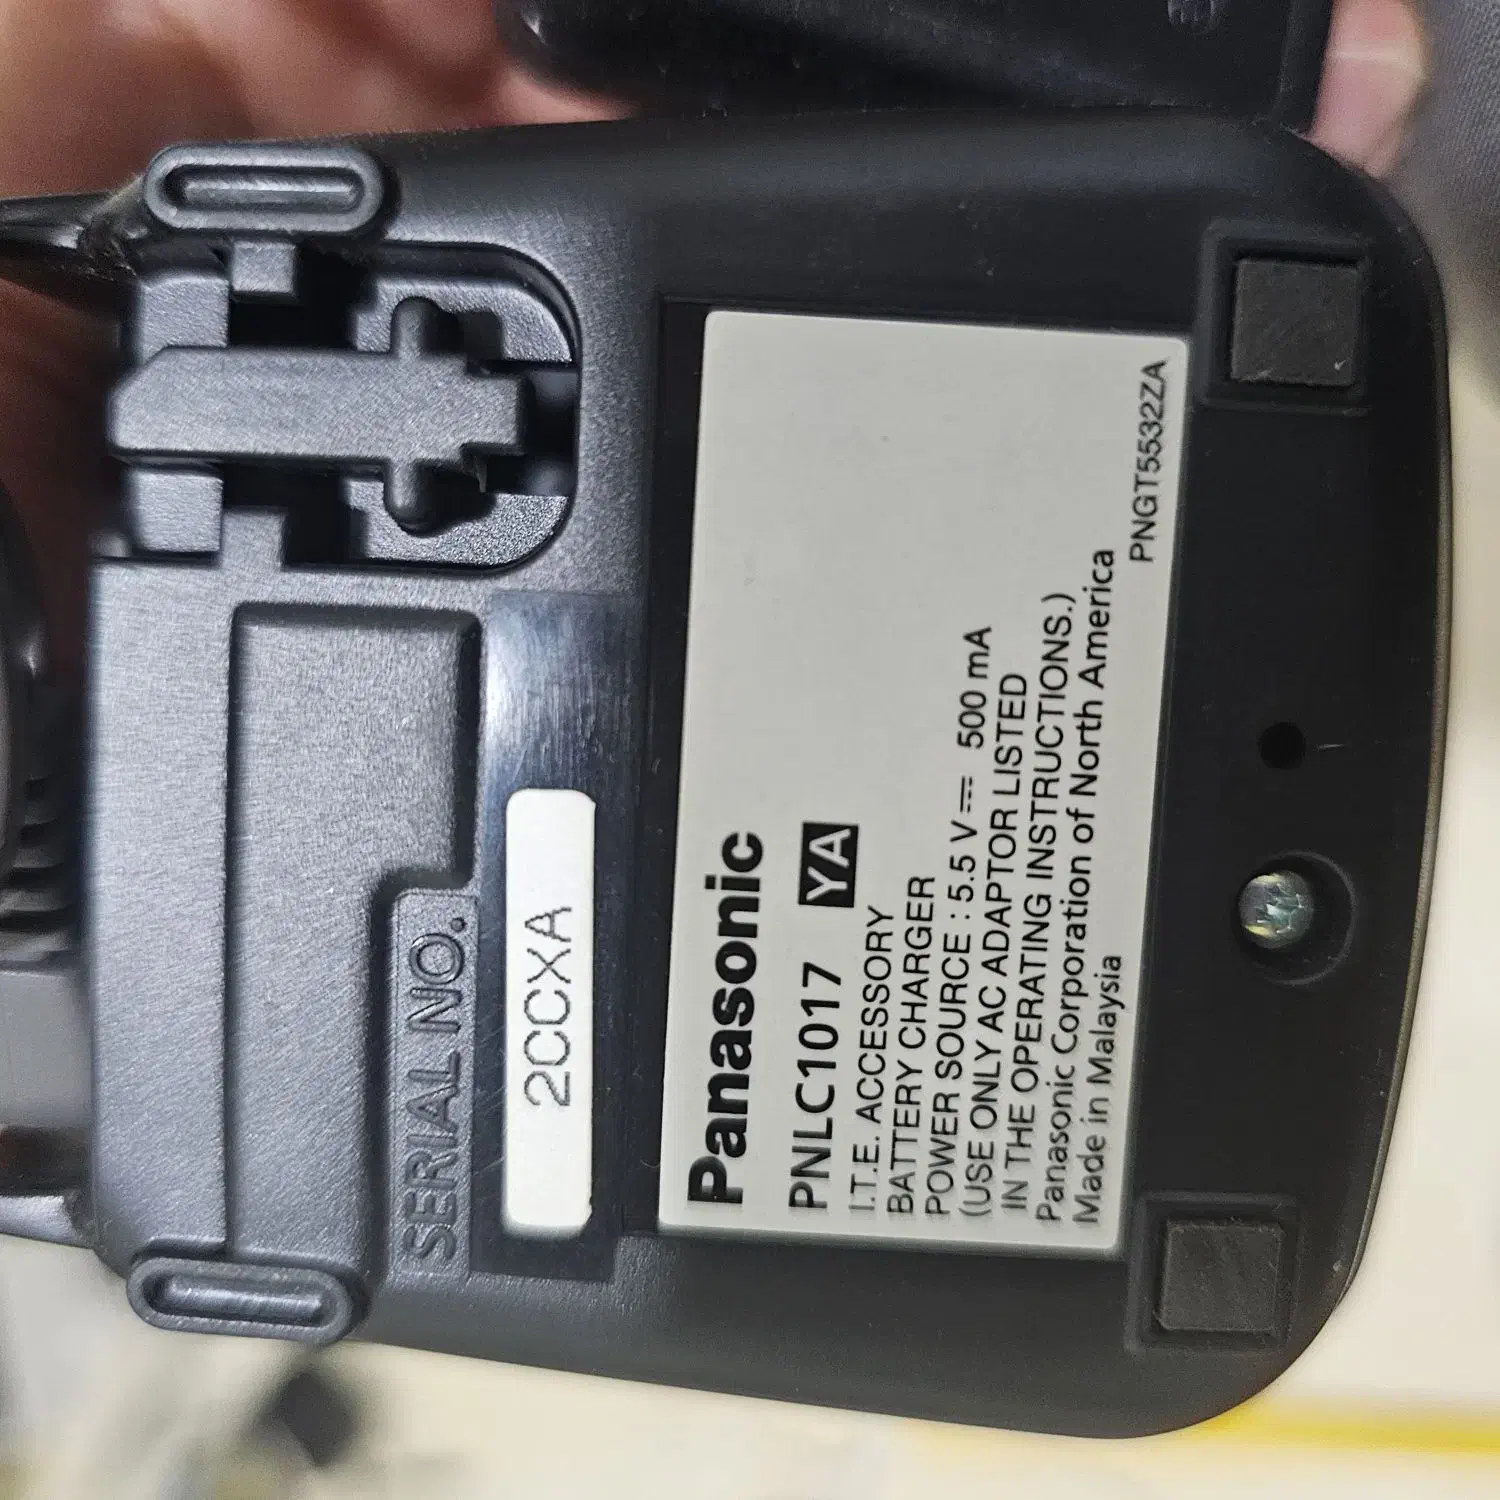 SERIAL NO.
2CCXA
Panasonic
PNLC1017 YA
I.T.E. ACCESSORY
BATTERY CHARGER
POWER SOURCE : 5.5 V⎓ 500 mA
(USE ONLY AC ADAPTOR LISTED
IN THE OPERATING INSTRUCTIONS.)
Panasonic Corporation of North America
Made in Malaysia
PNGT5532ZA